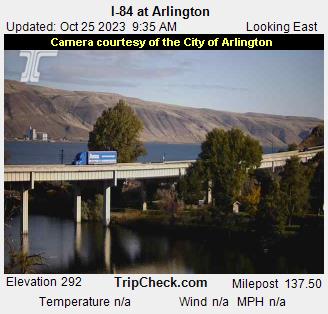 I-84 at Arlington
Updated: Oct 25 2023 9:35 AM Looking East
Camera courtesy of the City of Arlington
Elevation 292 TripCheck.com Milepost 137.50
Temperature n/a Wind n/a MPH n/a